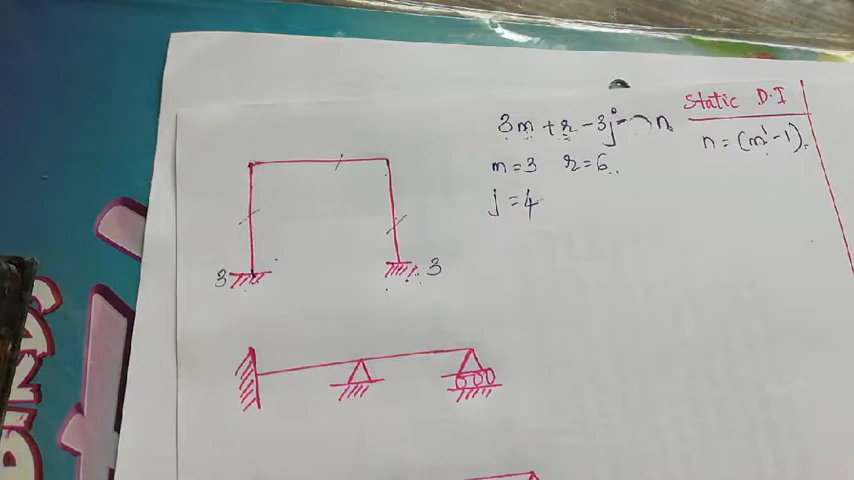 Static D.I
3m + r - 3j - n
n = (m' - 1)
m = 3 r = 6
j = 4
3
3